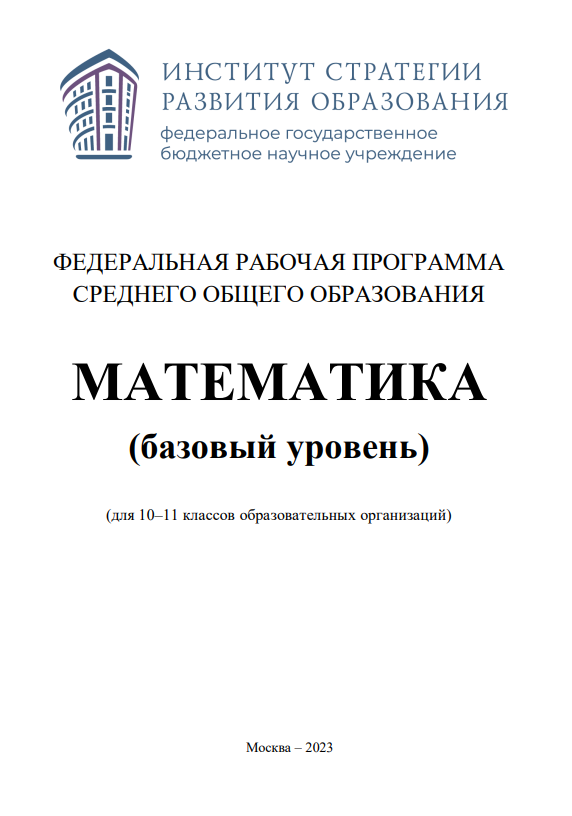 ИНСТИТУТ СТРАТЕГИИ
РАЗВИТИЯ ОБРАЗОВАНИЯ
федеральное государственное
бюджетное научное учреждение
ФЕДЕРАЛЬНАЯ РАБОЧАЯ ПРОГРАММА
СРЕДНЕГО ОБЩЕГО ОБРАЗОВАНИЯ
МАТЕМАТИКА
(базовый уровень)
(для 10–11 классов образовательных организаций)
Москва – 2023